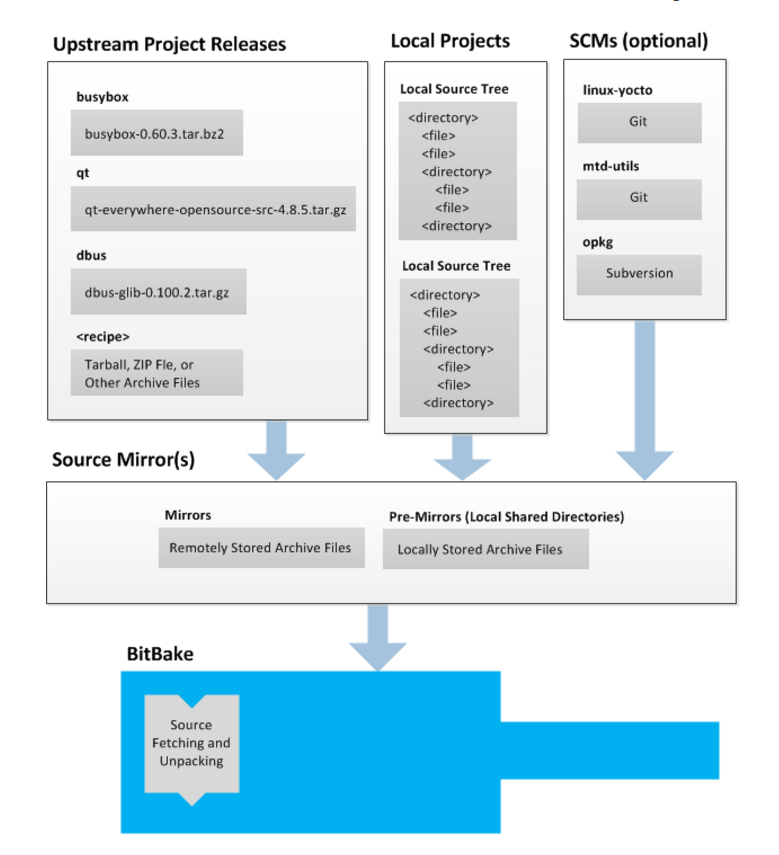 Upstream Project Releases
busybox
busybox-0.60.3.tar.bz2
qt
qt-everywhere-opensource-src-4.8.5.tar.gz
dbus
dbus-glib-0.100.2.tar.gz
<recipe>
Tarball, ZIP Fle, or
Other Archive Files
Local Projects
Local Source Tree
<directory>
<file>
<file>
<directory>
<file>
<file>
<directory>
Local Source Tree
<directory>
<file>
<file>
<directory>
<file>
<file>
<directory>
SCMs (optional)
linux-yocto
Git
mtd-utils
Git
opkg
Subversion
Source Mirror(s)
Mirrors
Remotely Stored Archive Files
Pre-Mirrors (Local Shared Directories)
Locally Stored Archive Files
BitBake
Source
Fetching and
Unpacking